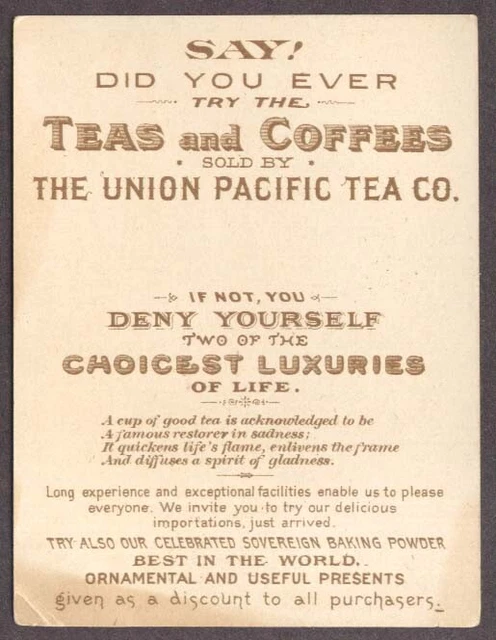 SAY!
DID YOU EVER
TRY THE
TEAS and COFFEES
SOLD BY
THE UNION PACIFIC TEA CO.
IF NOT, YOU
DENY YOURSELF
TWO OF THE
CHOICEST LUXURIES
OF LIFE.
A cup of good tea is acknowledged to be
A famous restorer in sadness;
It quickens life's flame, enlivens the frame
And diffuses a spirit of gladness.
Long experience and exceptional facilities enable us to please
everyone. We invite you to try our delicious
importations, just arrived.
TRY ALSO OUR CELEBRATED SOVEREIGN BAKING POWDER
BEST IN THE WORLD.
ORNAMENTAL AND USEFUL PRESENTS
given as a discount to all purchasers.